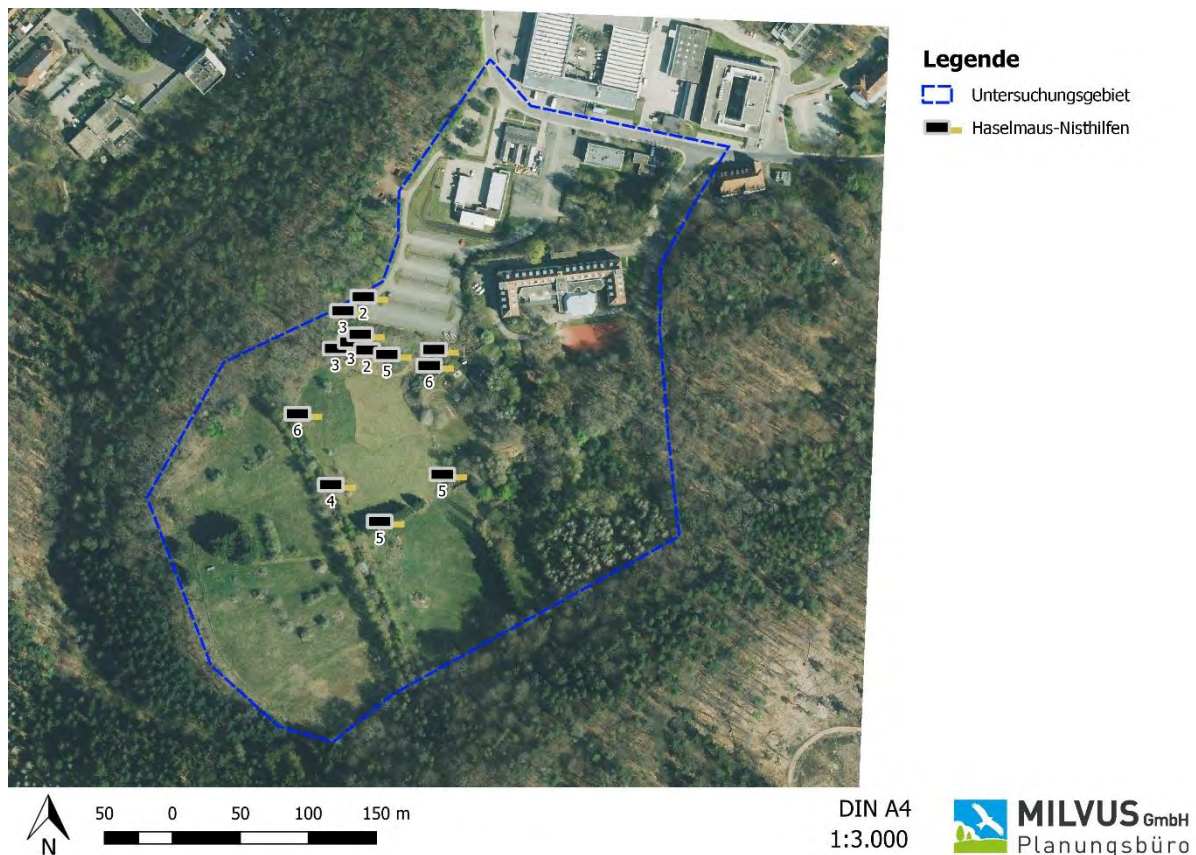 Legende
Untersuchungsgebiet
Haselmaus-Nisthilfen
2
3
3
3
2
5
6
6
4
5
5
50 0 50 100 150 m
N
DIN A4
1:3.000
MILVUS GmbH
Planungsbüro